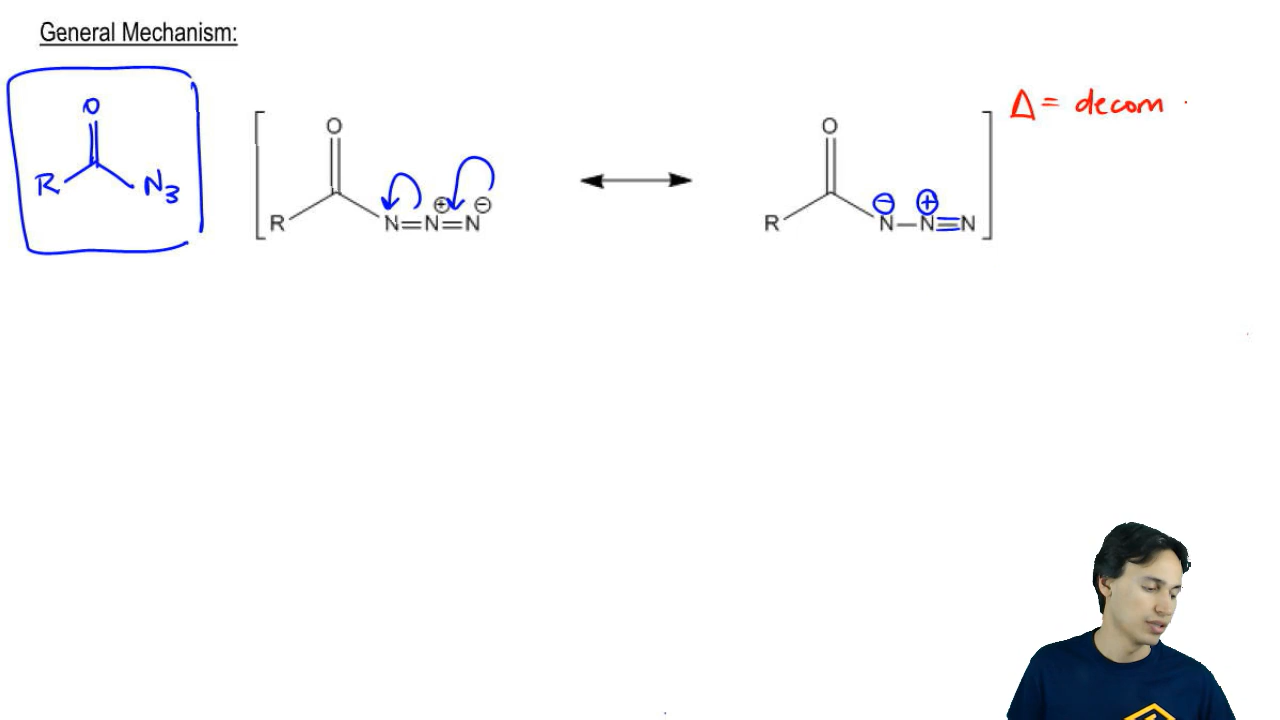 General Mechanism:
O
R N₃
O
R N=N=N
⊕ ⊖
O
R N–N≡N
⊖ ⊕
Δ = decom